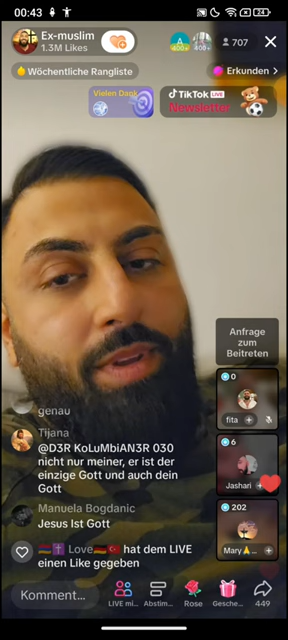 00:43
24
Ex-muslim
1.3M Likes
400+
400+
707
Wöchentliche Rangliste
Erkunden >
Vielen Dank
TikTok LIVE
Newsletter
Anfrage
zum
Beitreten
0
fita +
genau
Tijana
@D3R KoLuMbiAN3R 030
nicht nur meiner, er ist der
einzige Gott und auch dein
Gott
6
Jashari +
Manuela Bogdanic
Jesus Ist Gott
202
Mary🙏... +
🇦🇲✝️ Love🇩🇪🇹🇷 hat dem LIVE
einen Like gegeben
Komment...
LIVE mi...
Abstim...
Rose
Gesche...
449